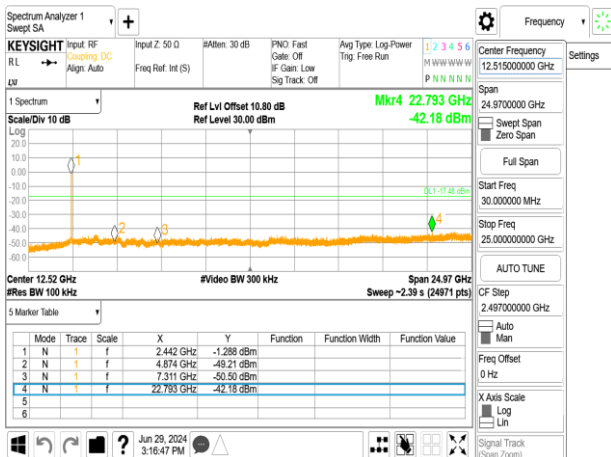 Spectrum Analyzer 1
Swept SA
Frequency
KEYSIGHT Input: RF Input Z: 50 Ω #Atten: 30 dB PNO: Fast Avg Type: Log-Power 1 2 3 4 5 6
RL Coupling: DC Gate: Off Trig: Free Run M W W W W W
Align: Auto Freq Ref: Int (S) IF Gain: Low
Sig Track: Off P N N N N N
1 Spectrum
Ref Lvl Offset 10.80 dB Mkr4 22.793 GHz
Scale/Div 10 dB Ref Level 30.00 dBm -42.18 dBm
Log
20.0
10.0
0.00
-10.0
-20.0
-30.0
-40.0
-50.0
-60.0
1
2
3
4
DL1 -17.48 dBm
Center 12.52 GHz #Video BW 300 kHz Span 24.97 GHz
#Res BW 100 kHz Sweep ~2.39 s (24971 pts)
5 Marker Table
Mode Trace Scale X Y Function Function Width Function Value
1 N 1 f 2.442 GHz -1.288 dBm
2 N 1 f 4.874 GHz -49.21 dBm
3 N 1 f 7.311 GHz -50.50 dBm
4 N 1 f 22.793 GHz -42.18 dBm
5
6
Jun 29, 2024
3:16:47 PM
Settings
Center Frequency
12.515000000 GHz
Span
24.9700000 GHz
Swept Span
Zero Span
Full Span
Start Freq
30.000000 MHz
Stop Freq
25.000000000 GHz
AUTO TUNE
CF Step
2.497000000 GHz
Auto
Man
Freq Offset
0 Hz
X Axis Scale
Log
Lin
Signal Track
(Span Zoom)